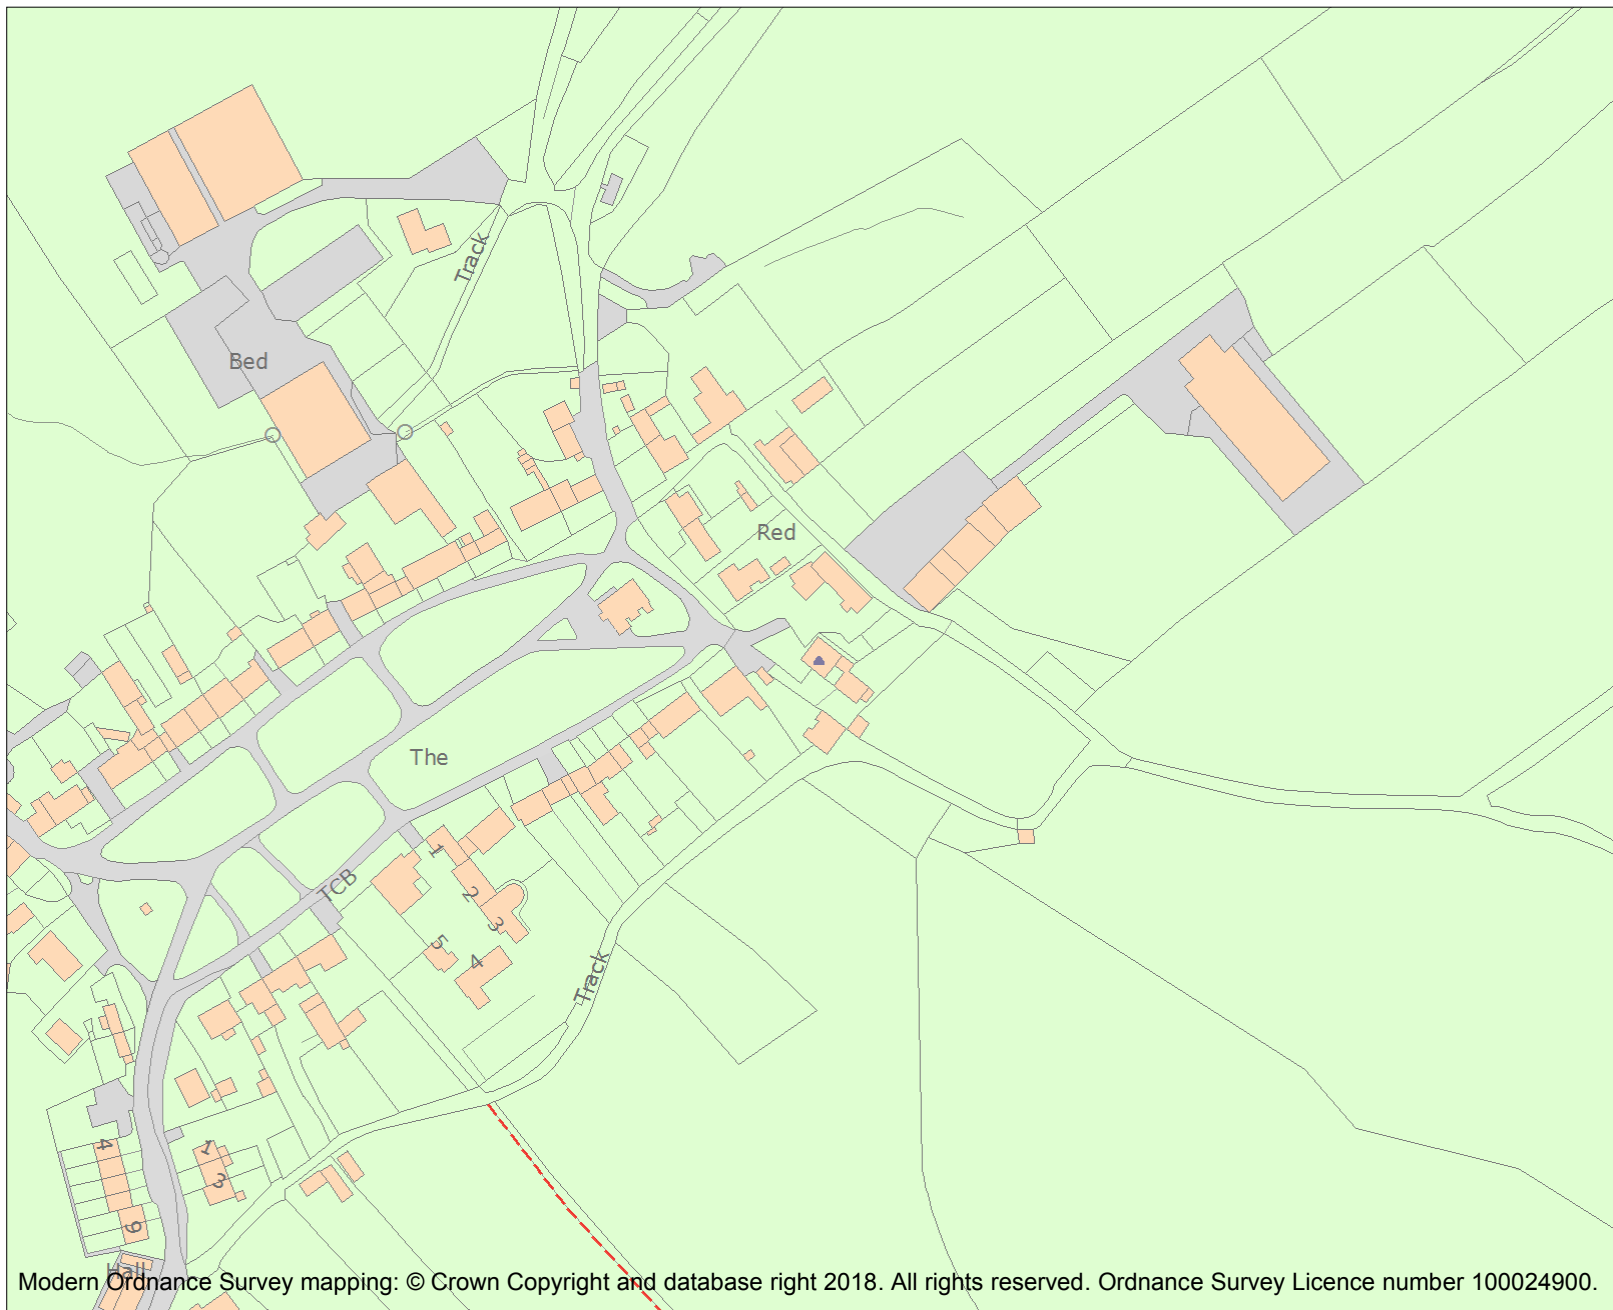 Track
Bed
Red
The
1
TCB
2
3
5
4
Track
4
1
3
9
Hall
Modern Ordnance Survey mapping: © Crown Copyright and database right 2018. All rights reserved. Ordnance Survey Licence number 100024900.